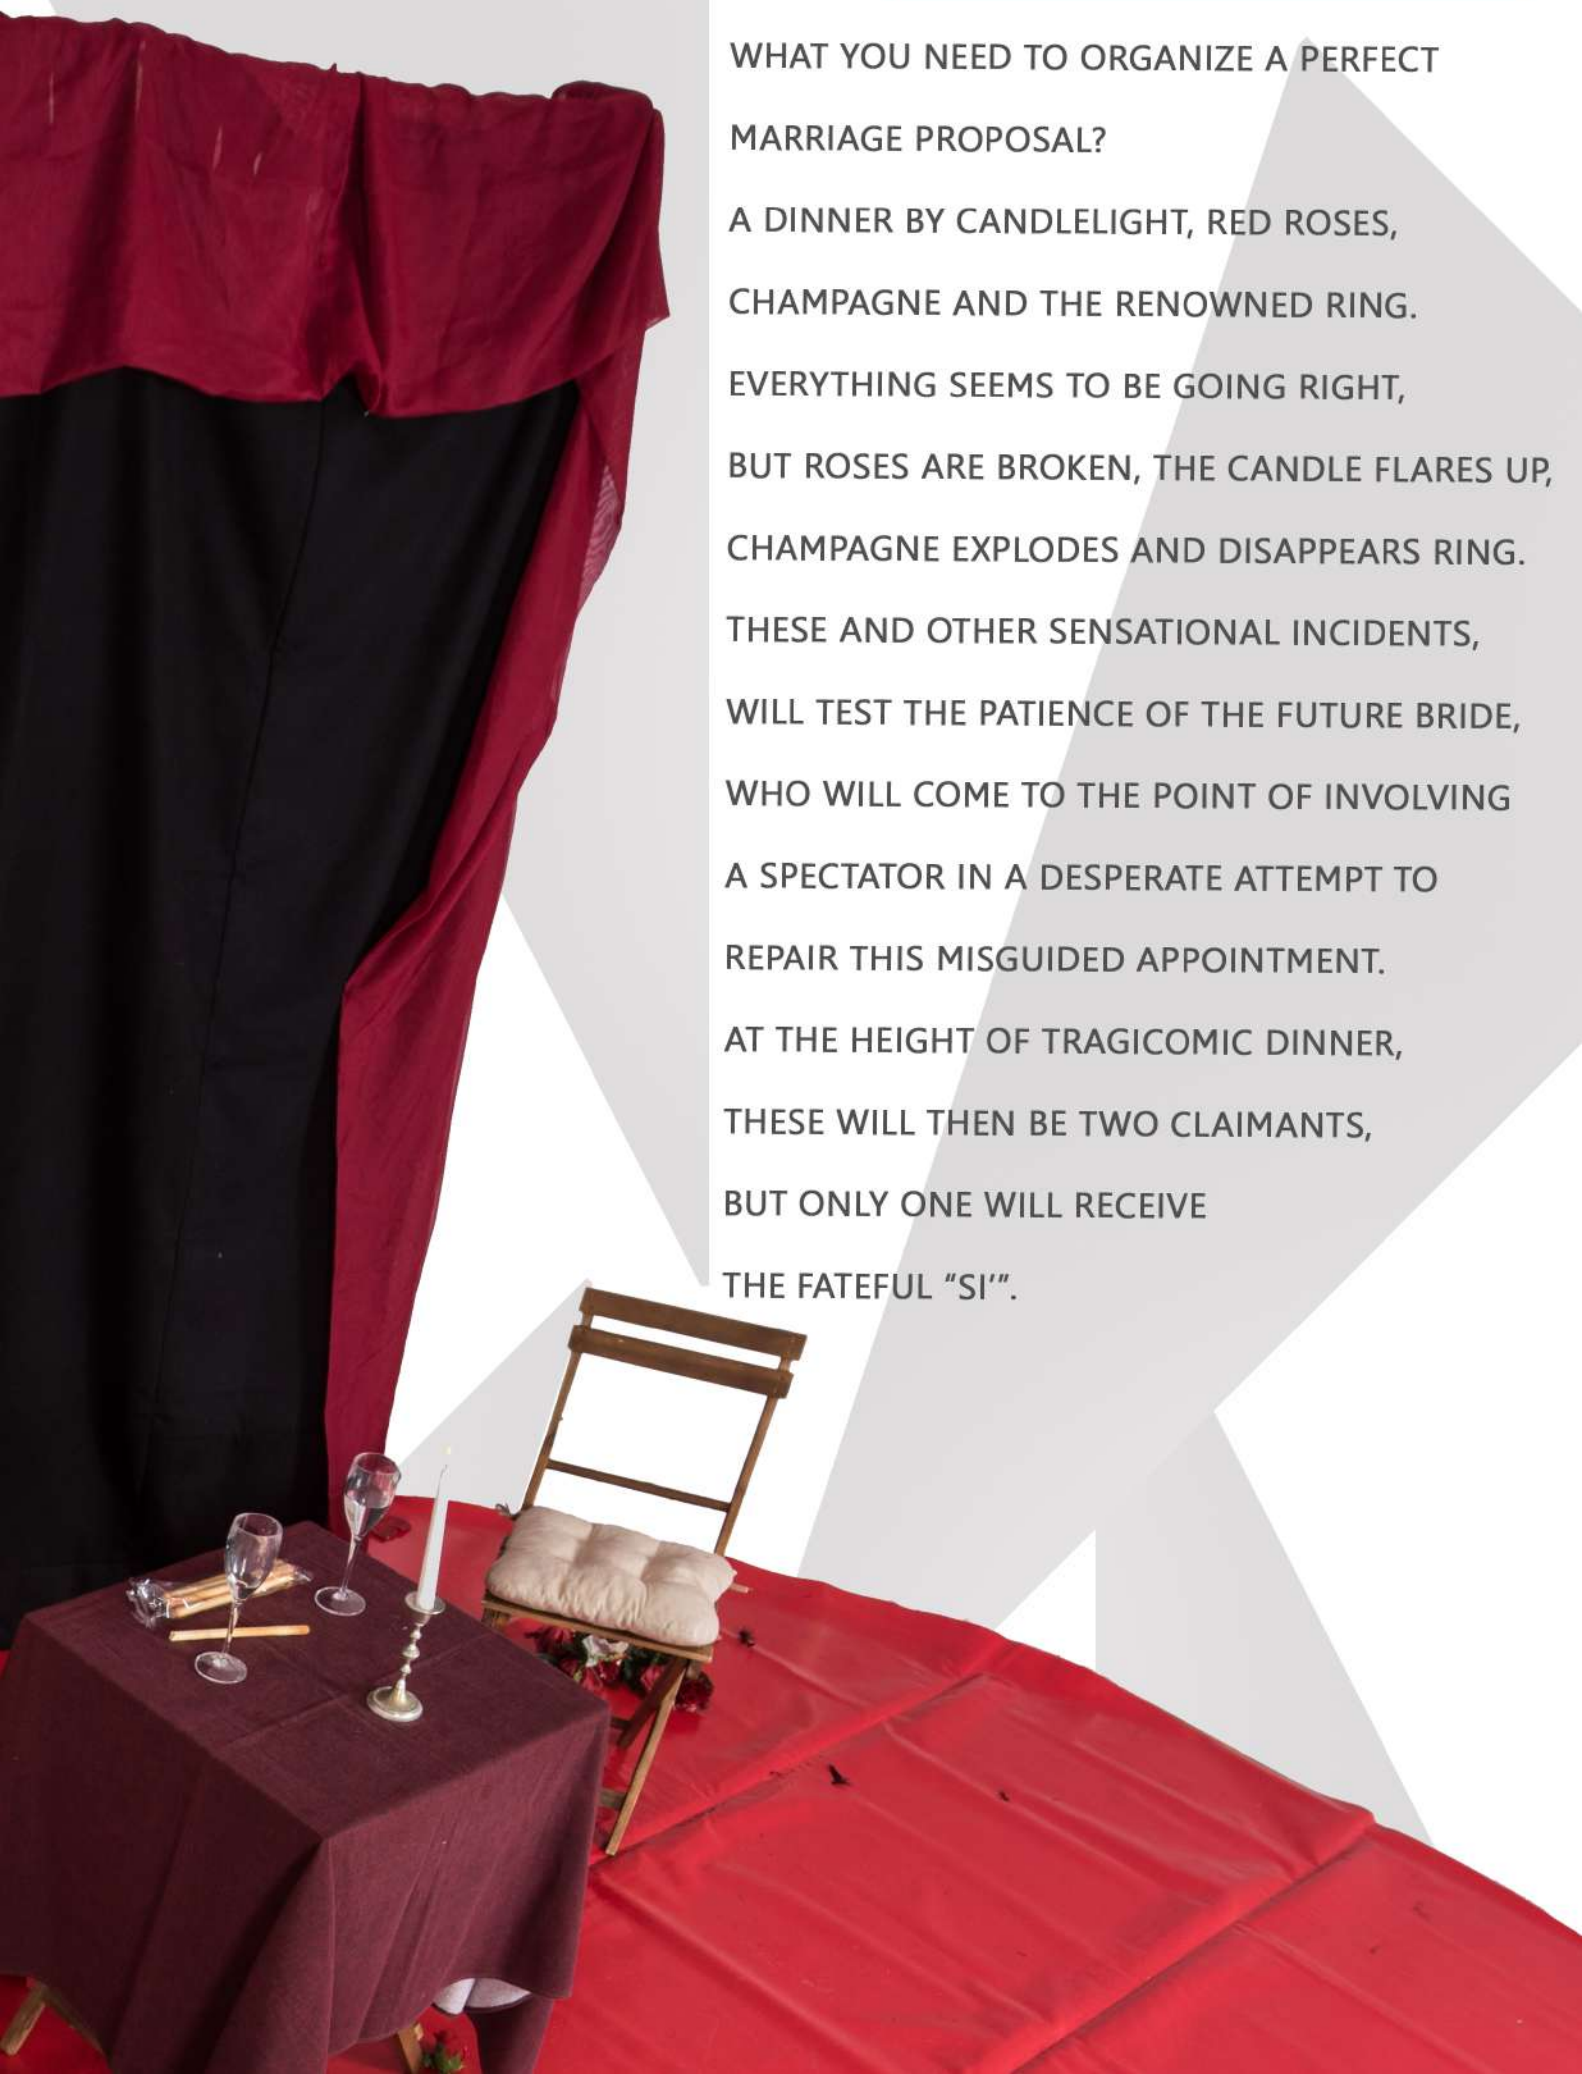 WHAT YOU NEED TO ORGANIZE A PERFECT
MARRIAGE PROPOSAL?
A DINNER BY CANDLELIGHT, RED ROSES,
CHAMPAGNE AND THE RENOWNED RING.
EVERYTHING SEEMS TO BE GOING RIGHT,
BUT ROSES ARE BROKEN, THE CANDLE FLARES UP,
CHAMPAGNE EXPLODES AND DISAPPEARS RING.
THESE AND OTHER SENSATIONAL INCIDENTS,
WILL TEST THE PATIENCE OF THE FUTURE BRIDE,
WHO WILL COME TO THE POINT OF INVOLVING
A SPECTATOR IN A DESPERATE ATTEMPT TO
REPAIR THIS MISGUIDED APPOINTMENT.
AT THE HEIGHT OF TRAGICOMIC DINNER,
THESE WILL THEN BE TWO CLAIMANTS,
BUT ONLY ONE WILL RECEIVE
THE FATEFUL “SI'”.